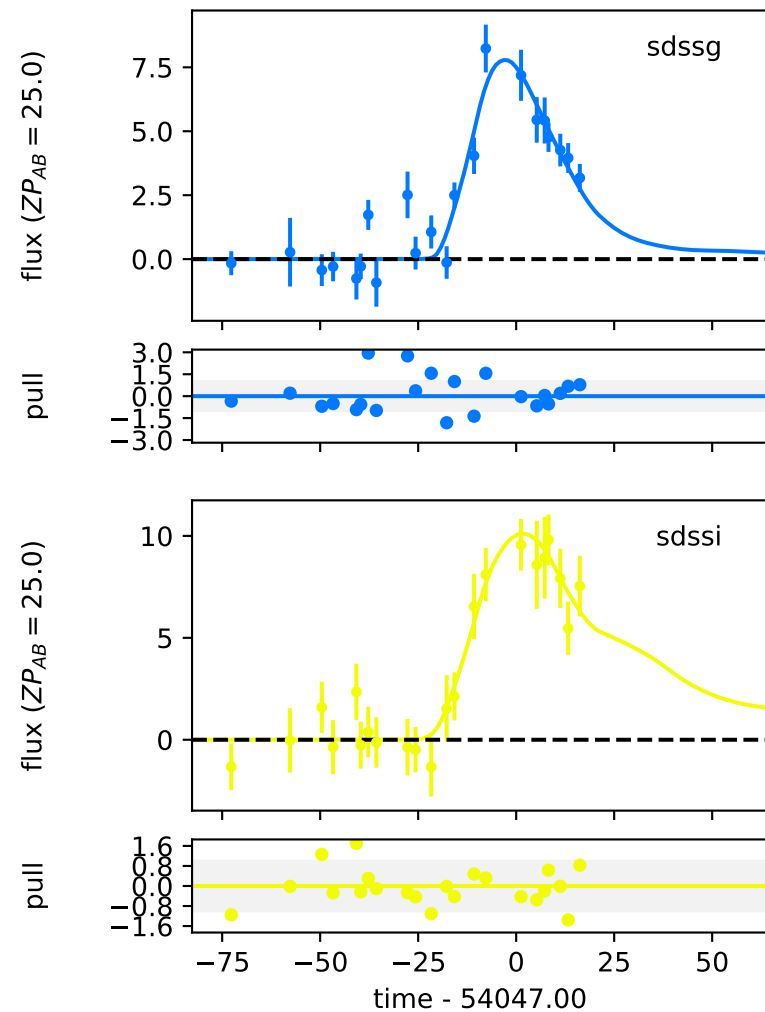 sdssg
flux (ZP_{AB} = 25.0)
7.5
5.0
2.5
0.0
pull
3.0
1.5
0.0
−1.5
−3.0
sdssi
flux (ZP_{AB} = 25.0)
10
5
0
pull
1.6
0.8
0.0
−0.8
−1.6
−75 −50 −25 0 25 50
time - 54047.00